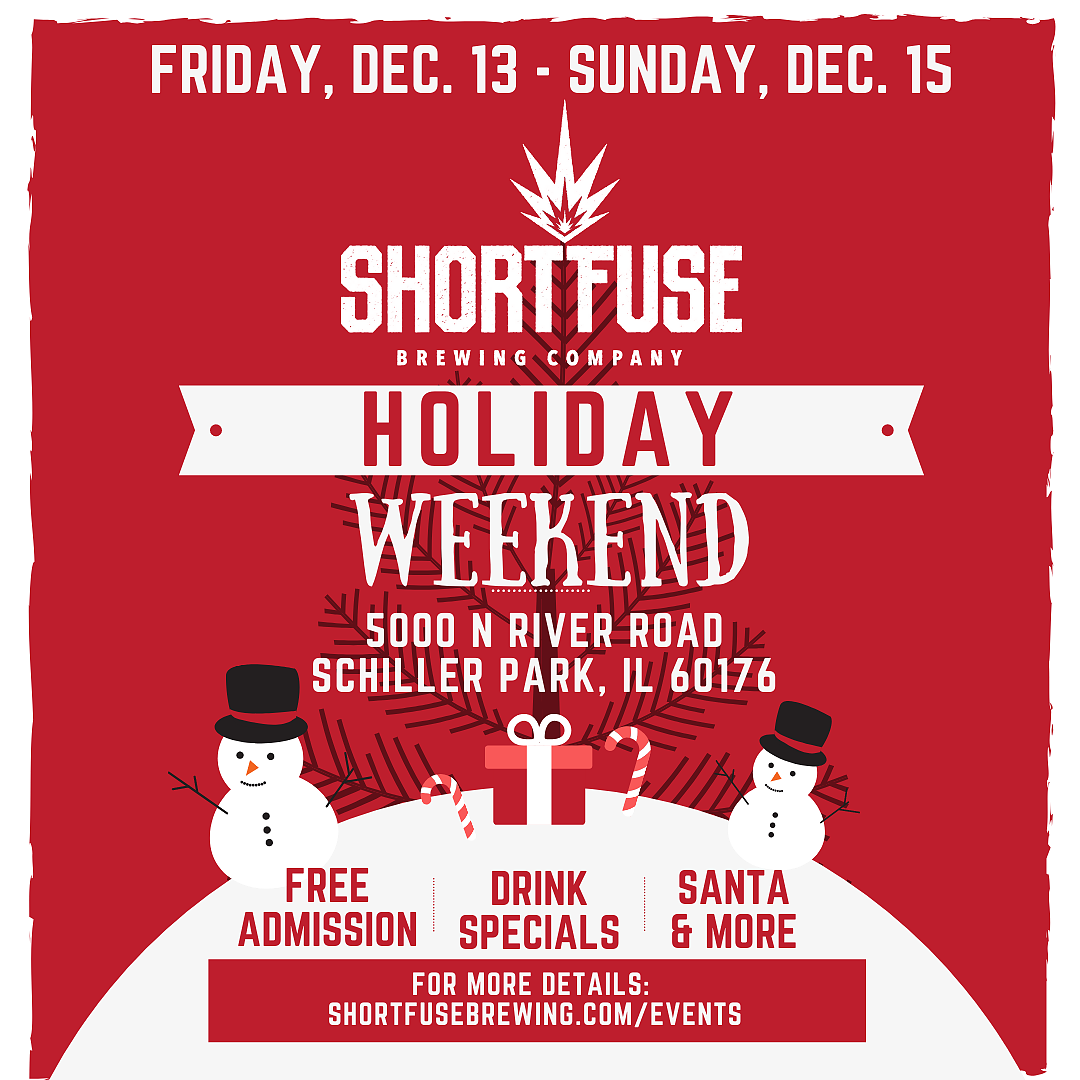 FRIDAY, DEC. 13 - SUNDAY, DEC. 15
SHORTFUSE
BREWING COMPANY
HOLIDAY
WEEKEND
5000 N RIVER ROAD
SCHILLER PARK, IL 60176
FREE
ADMISSION
DRINK
SPECIALS
SANTA
& MORE
FOR MORE DETAILS:
SHORTFUSEBREWING.COM/EVENTS